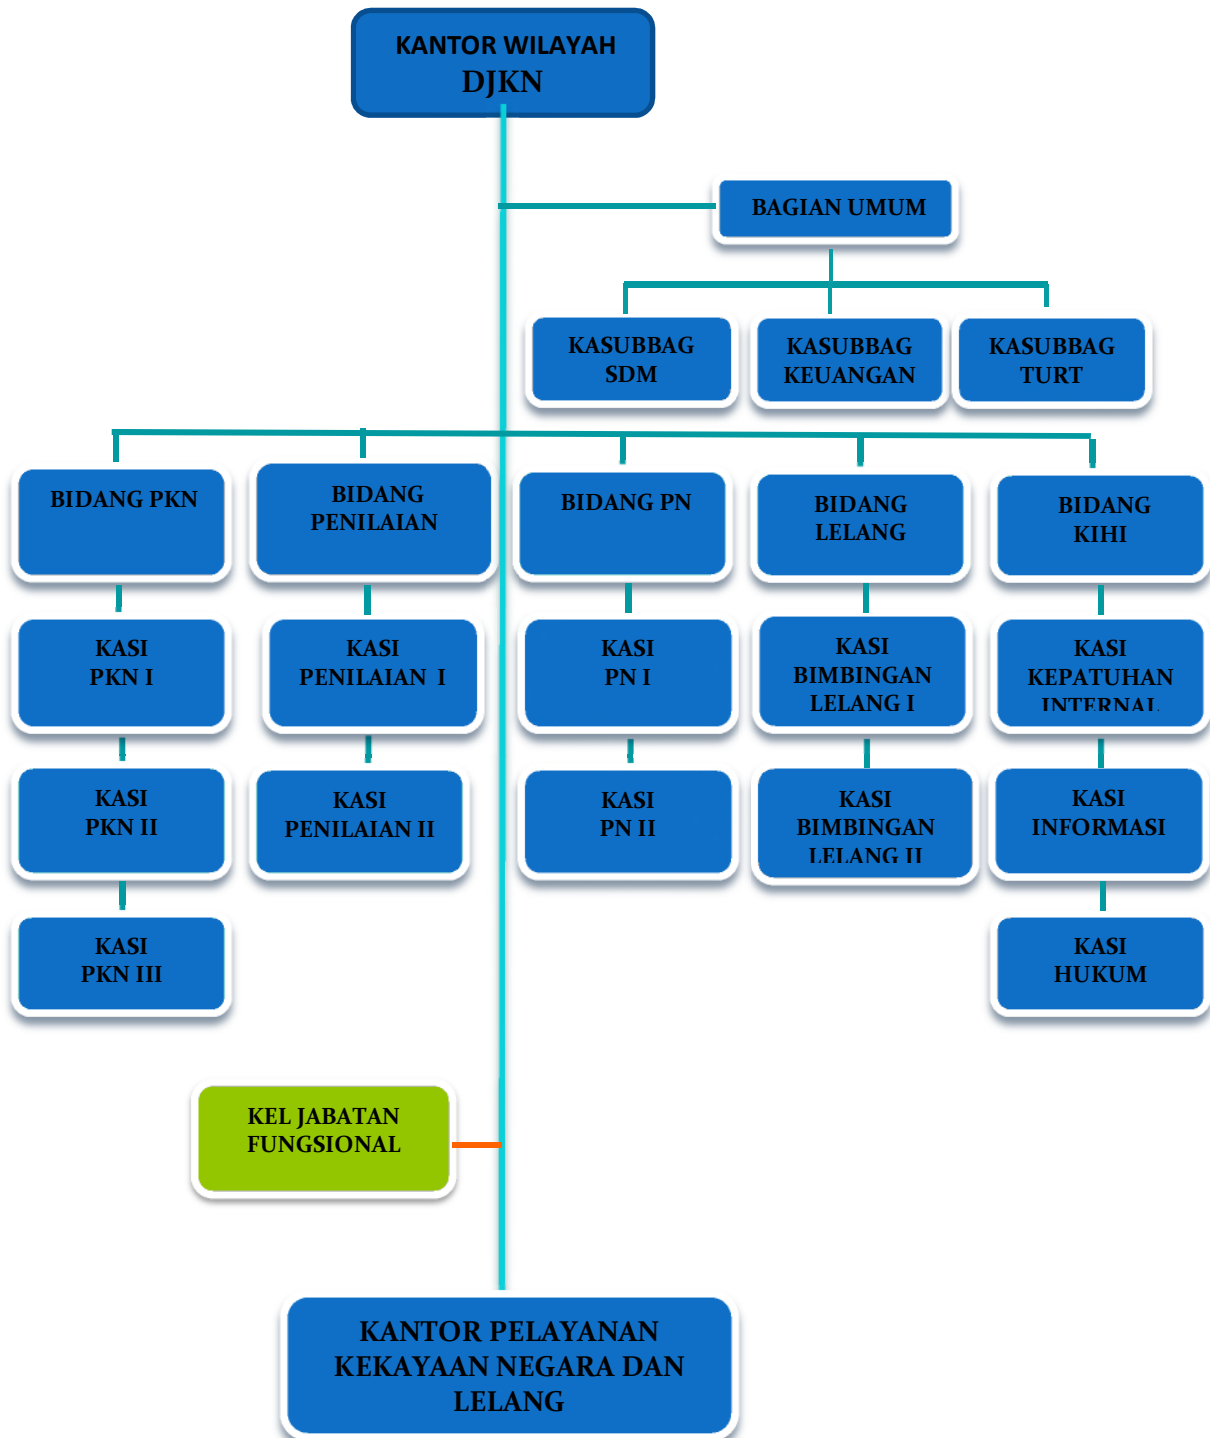 KANTOR WILAYAH
DJKN
BAGIAN UMUM
KASUBBAG
SDM
KASUBBAG
KEUANGAN
KASUBBAG
TURT
BIDANG PKN
BIDANG
PENILAIAN
BIDANG PN
BIDANG
LELANG
BIDANG
KIHI
KASI
PKN I
KASI
PENILAIAN I
KASI
PN I
KASI
BIMBINGAN
LELANG I
KASI
KEPATUHAN
INTERNAL
KASI
PKN II
KASI
PENILAIAN II
KASI
PN II
KASI
BIMBINGAN
LELANG II
KASI
INFORMASI
KASI
PKN III
KASI
HUKUM
KEL JABATAN
FUNGSIONAL
KANTOR PELAYANAN
KEKAYAAN NEGARA DAN
LELANG